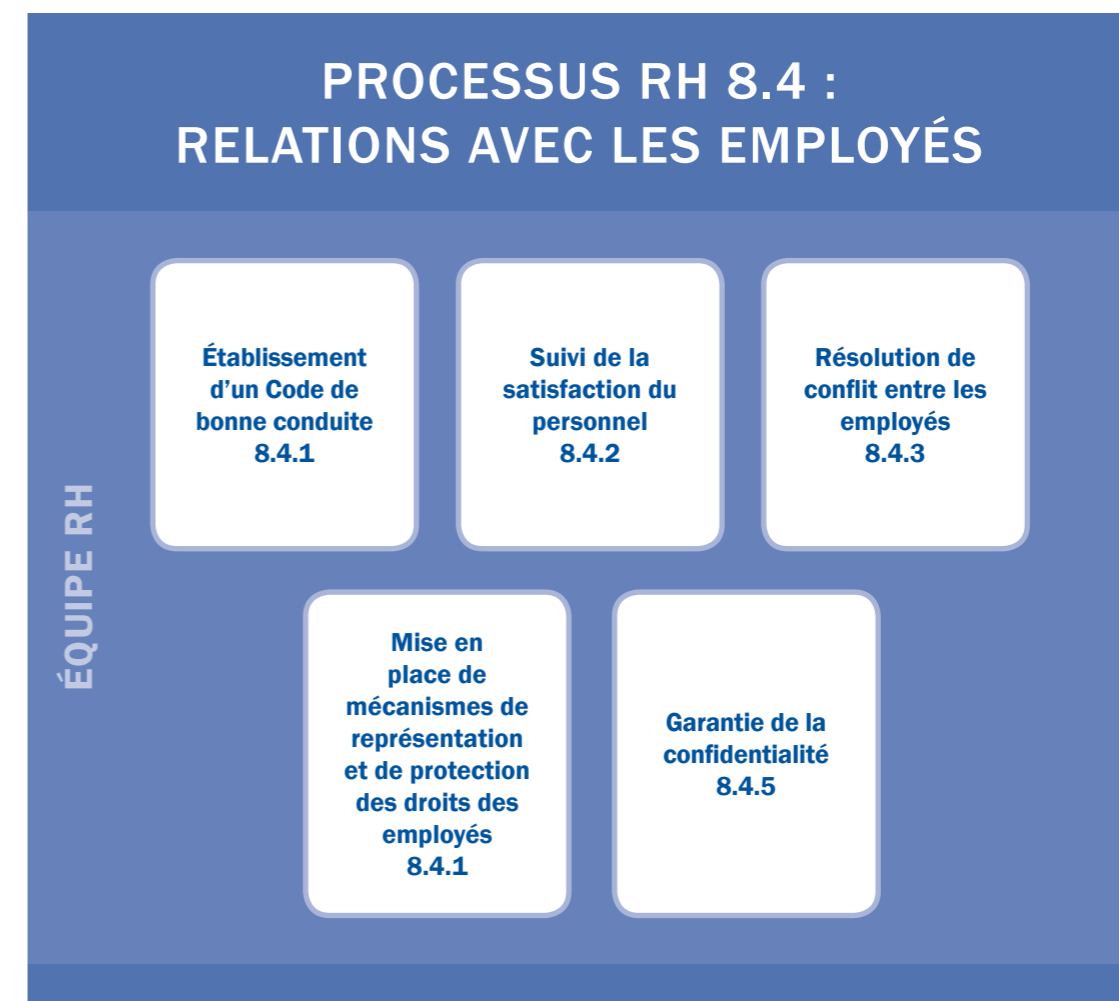 PROCESSUS RH 8.4 :
RELATIONS AVEC LES EMPLOYÉS
ÉQUIPE RH
Établissement
d’un Code de
bonne conduite
8.4.1
Suivi de la
satisfaction du
personnel
8.4.2
Résolution de
conflit entre les
employés
8.4.3
Mise en
place de
mécanismes de
représentation
et de protection
des droits des
employés
8.4.1
Garantie de la
confidentialité
8.4.5